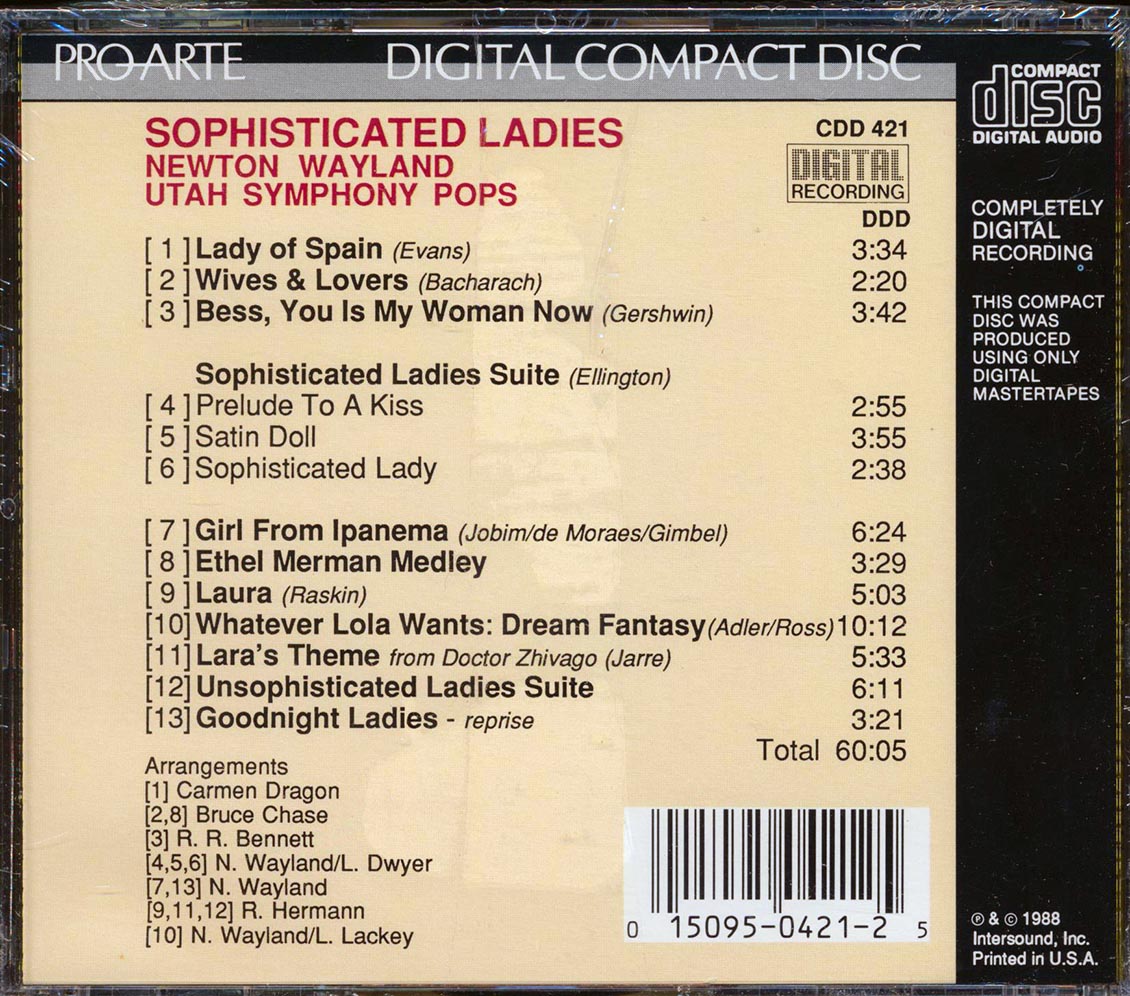 PRO-ARTE DIGITAL COMPACT DISC
SOPHISTICATED LADIES
NEWTON WAYLAND
UTAH SYMPHONY POPS
CDD 421
DIGITAL
RECORDING
DDD
[ 1 ] Lady of Spain (Evans) 3:34
[ 2 ] Wives & Lovers (Bacharach) 2:20
[ 3 ] Bess, You Is My Woman Now (Gershwin) 3:42
Sophisticated Ladies Suite (Ellington)
[ 4 ] Prelude To A Kiss 2:55
[ 5 ] Satin Doll 3:55
[ 6 ] Sophisticated Lady 2:38
[ 7 ] Girl From Ipanema (Jobim/de Moraes/Gimbel) 6:24
[ 8 ] Ethel Merman Medley 3:29
[ 9 ] Laura (Raskin) 5:03
[10] Whatever Lola Wants: Dream Fantasy (Adler/Ross) 10:12
[11] Lara's Theme from Doctor Zhivago (Jarre) 5:33
[12] Unsophisticated Ladies Suite 6:11
[13] Goodnight Ladies - reprise 3:21
Total 60:05
Arrangements
[1] Carmen Dragon
[2,8] Bruce Chase
[3] R. R. Bennett
[4,5,6] N. Wayland/L. Dwyer
[7,13] N. Wayland
[9,11,12] R. Hermann
[10] N. Wayland/L. Lackey
0 15095-0421-2 5
COMPACT
disc
DIGITAL AUDIO
COMPLETELY
DIGITAL
RECORDING
THIS COMPACT
DISC WAS
PRODUCED
USING ONLY
DIGITAL
MASTERTAPES
℗ & © 1988
Intersound, Inc.
Printed in U.S.A.